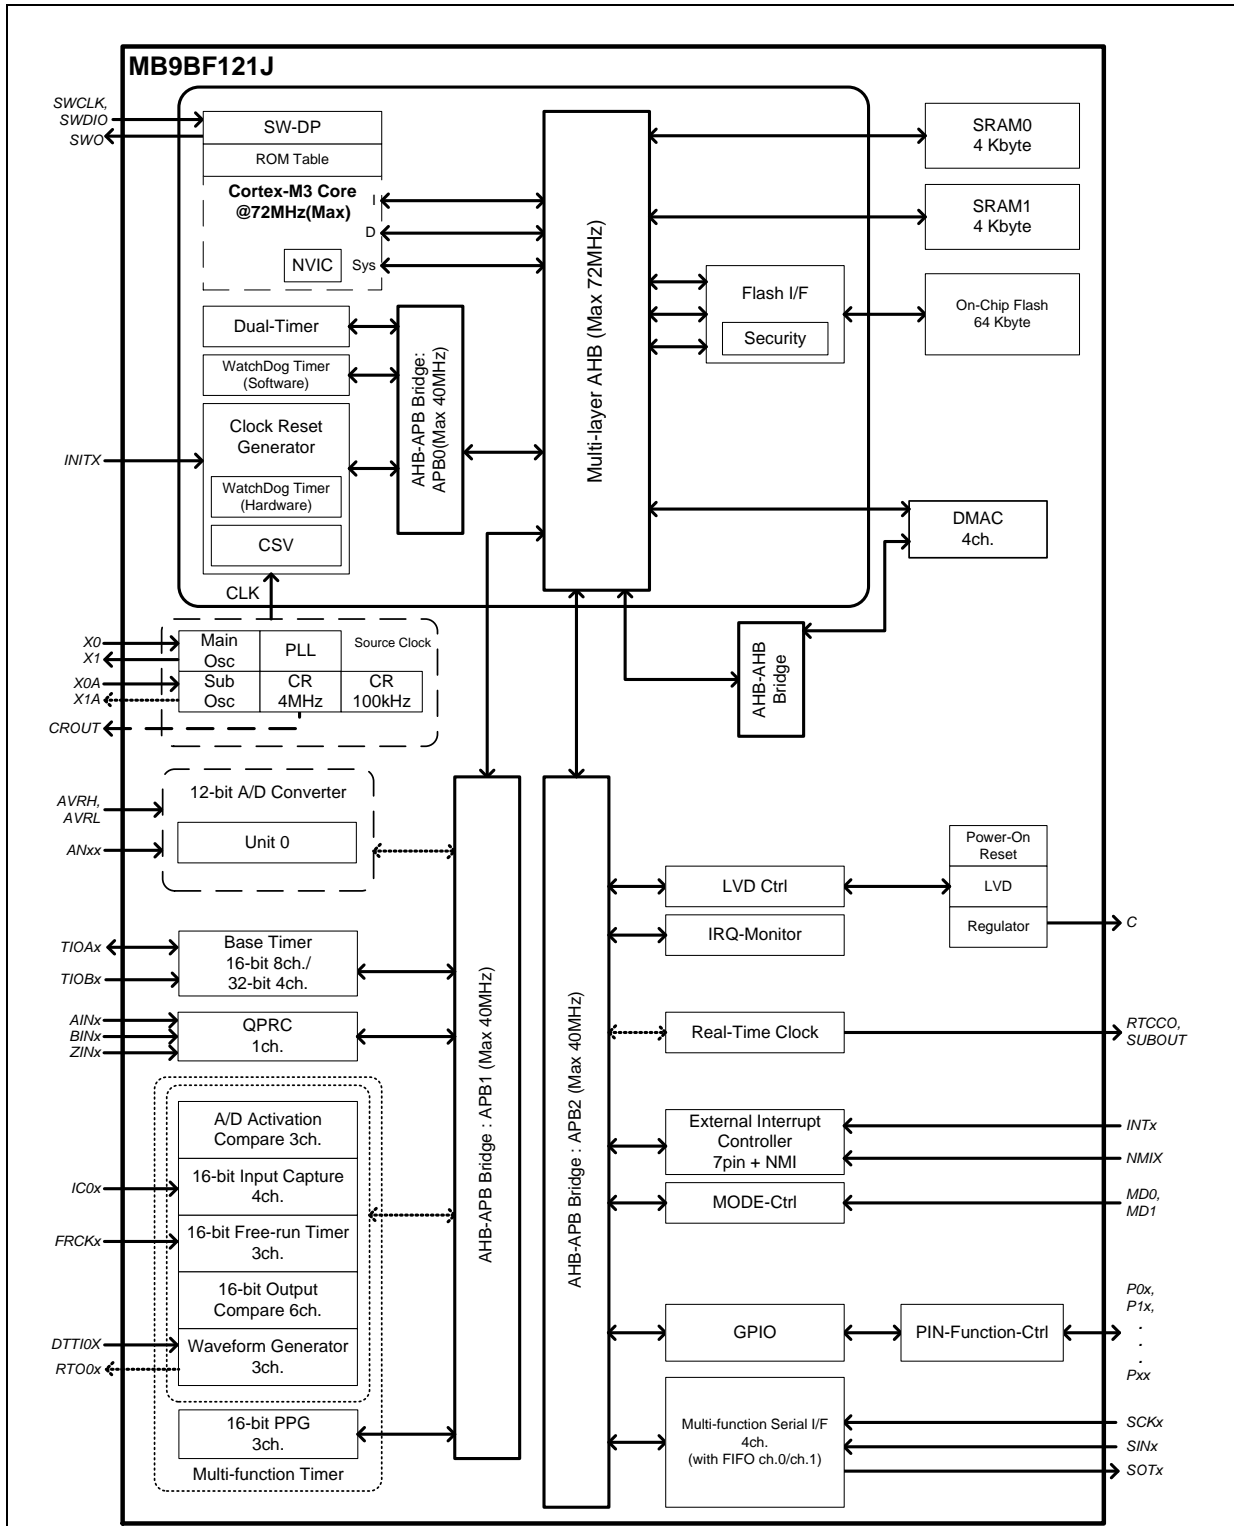 MB9BF121J
SWCLK,
SWDIO
SWO
SW-DP
ROM Table
Cortex-M3 Core
@72MHz(Max)
I
D
Sys
NVIC
Dual-Timer
WatchDog Timer
(Software)
Clock Reset
Generator
WatchDog Timer
(Hardware)
CSV
INITX
CLK
AHB-APB Bridge:
APB0(Max 40MHz)
Multi-layer AHB (Max 72MHz)
SRAM0
4 Kbyte
SRAM1
4 Kbyte
Flash I/F
Security
On-Chip Flash
64 Kbyte
DMAC
4ch.
AHB-AHB
Bridge
X0
X1
X0A
X1A
CROUT
Main
Osc
PLL
Source Clock
Sub
Osc
CR
4MHz
CR
100kHz
AVRH,
AVRL
ANxx
12-bit A/D Converter
Unit 0
TIOAx
TIOBx
Base Timer
16-bit 8ch./
32-bit 4ch.
AINx
BINx
ZINx
QPRC
1ch.
A/D Activation
Compare 3ch.
IC0x
16-bit Input Capture
4ch.
FRCKx
16-bit Free-run Timer
3ch.
16-bit Output
Compare 6ch.
DTTI0X
RTO0x
Waveform Generator
3ch.
16-bit PPG
3ch.
Multi-function Timer
AHB-APB Bridge : APB1 (Max 40MHz)
AHB-APB Bridge : APB2 (Max 40MHz)
LVD Ctrl
IRQ-Monitor
Power-On
Reset
LVD
Regulator
C
Real-Time Clock
RTCCO,
SUBOUT
External Interrupt
Controller
7pin + NMI
INTx
NMIX
MODE-Ctrl
MD0,
MD1
GPIO
PIN-Function-Ctrl
P0x,
P1x,
.
.
.
Pxx
Multi-function Serial I/F
4ch.
(with FIFO ch.0/ch.1)
SCKx
SINx
SOTx